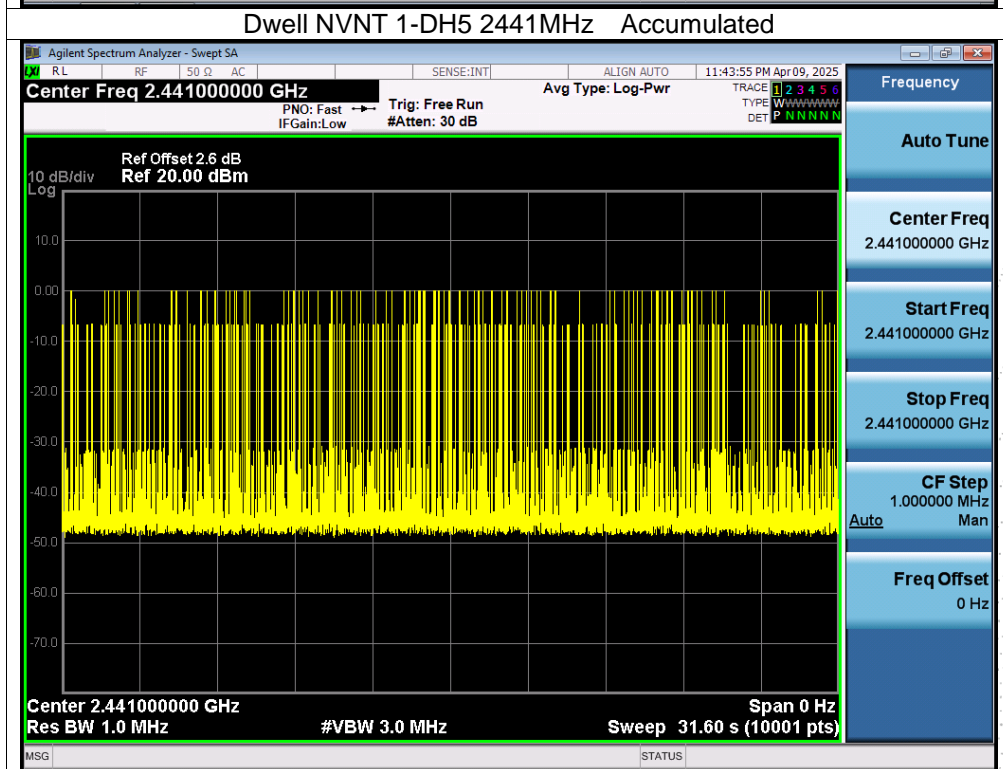 Dwell NVNT 1-DH5 2441MHz Accumulated
Agilent Spectrum Analyzer - Swept SA
LXI RL RF 50 Ω AC SENSE:INT ALIGN AUTO 11:43:55 PM Apr 09, 2025
Center Freq 2.441000000 GHz
PNO: Fast
IFGain:Low
Trig: Free Run
#Atten: 30 dB
Avg Type: Log-Pwr
TRACE 1 2 3 4 5 6
TYPE WWWWWWW
DET P N N N N N
Ref Offset 2.6 dB
10 dB/div Ref 20.00 dBm
Log
10.0
0.00
-10.0
-20.0
-30.0
-40.0
-50.0
-60.0
-70.0
Center 2.441000000 GHz Span 0 Hz
Res BW 1.0 MHz #VBW 3.0 MHz Sweep 31.60 s (10001 pts)
MSG STATUS
Frequency
Auto Tune
Center Freq
2.441000000 GHz
Start Freq
2.441000000 GHz
Stop Freq
2.441000000 GHz
CF Step
1.000000 MHz
Auto Man
Freq Offset
0 Hz